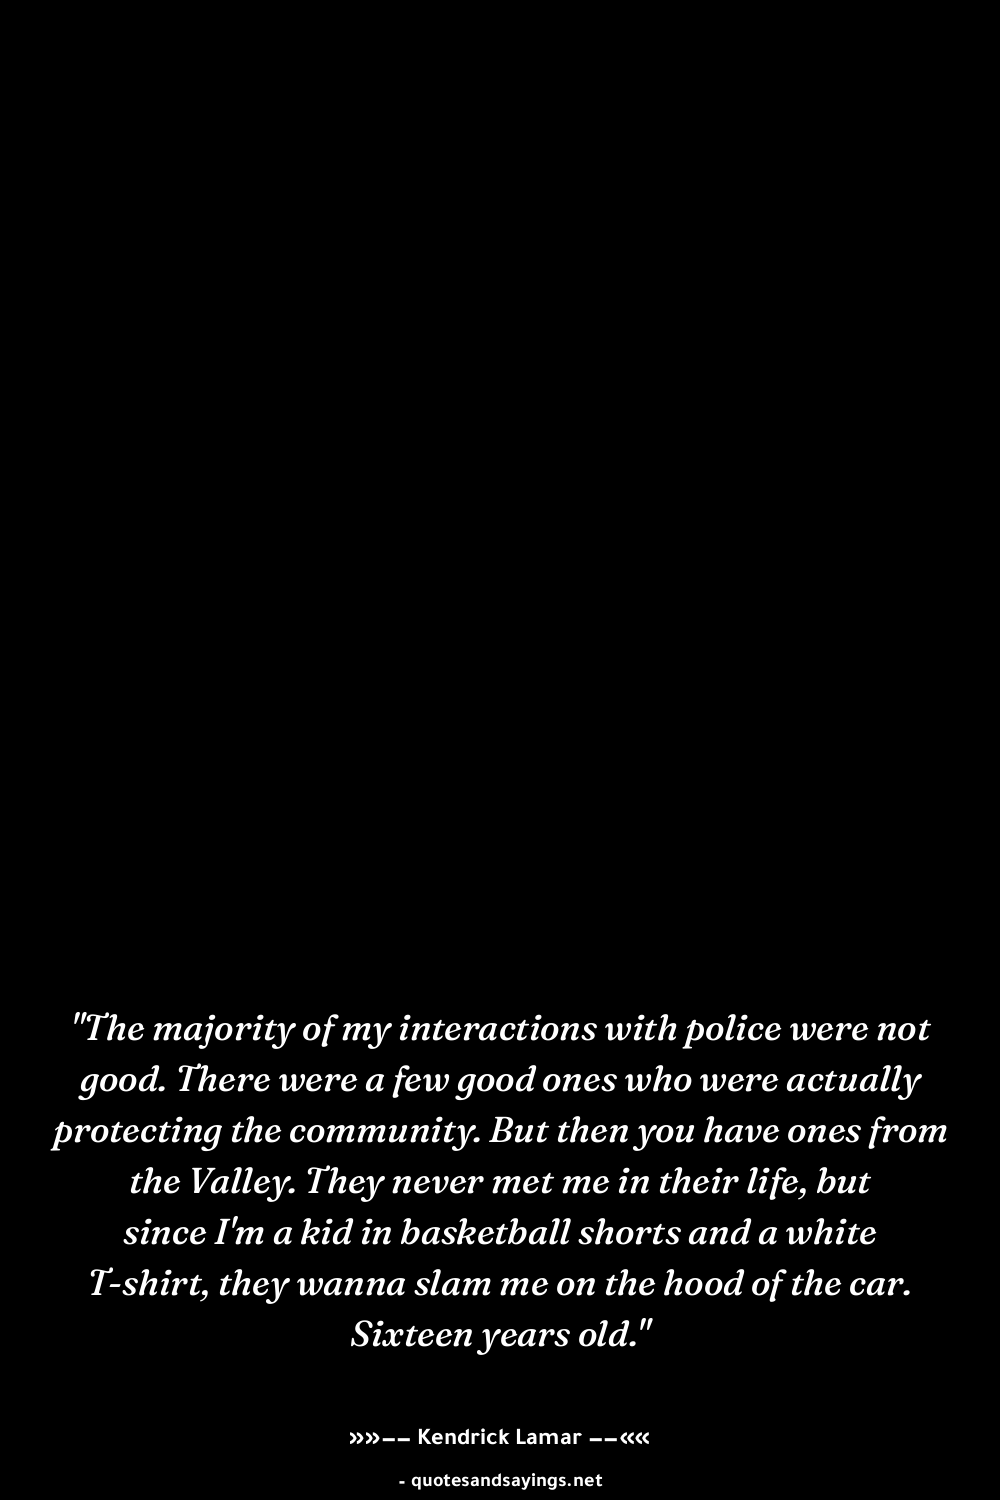 "The majority of my interactions with police were not
good. There were a few good ones who were actually
protecting the community. But then you have ones from
the Valley. They never met me in their life, but
since I'm a kid in basketball shorts and a white
T-shirt, they wanna slam me on the hood of the car.
Sixteen years old."
»»−− Kendrick Lamar −−««
- quotesandsayings.net